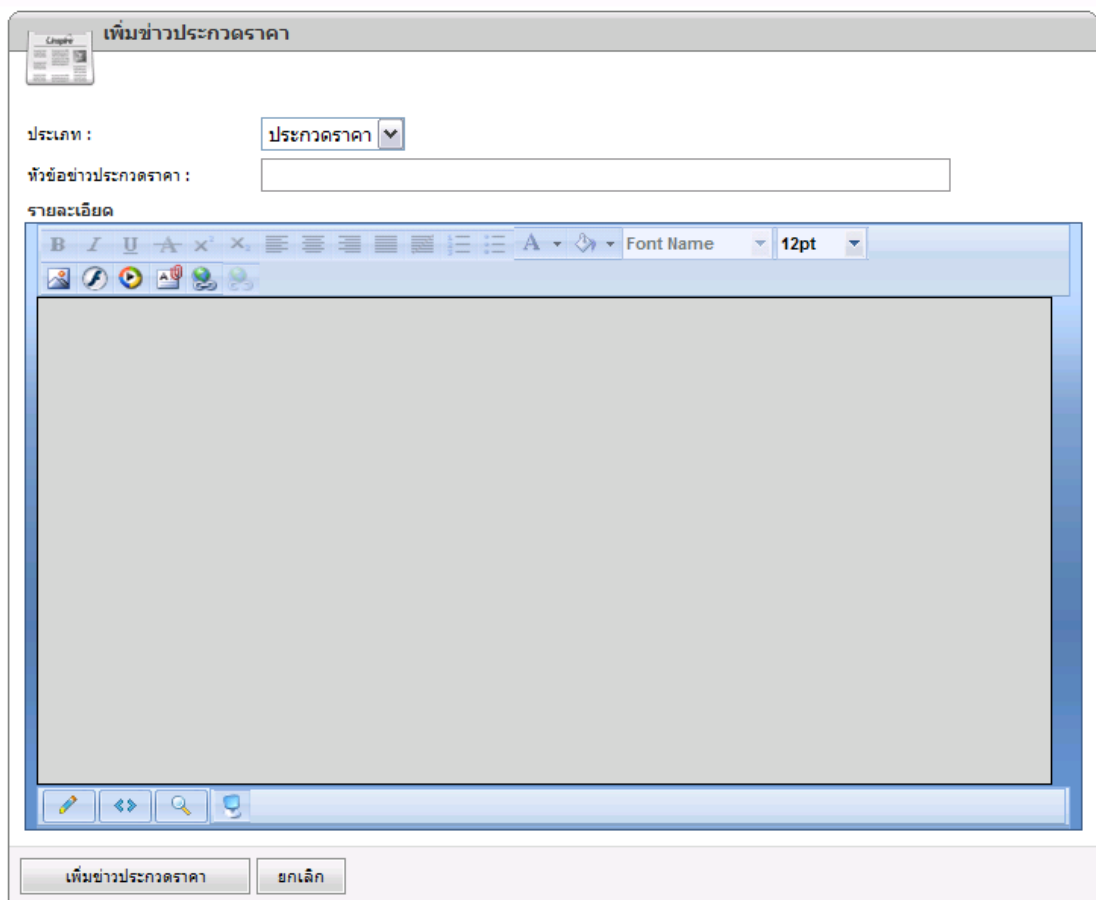 เพิ่มข่าวประกวดราคา
ประเภท :
ประกวดราคา
หัวข้อข่าวประกวดราคา :
รายละเอียด
B I U A x² x₂ A Font Name 12pt
เพิ่มข่าวประกวดราคา ยกเลิก